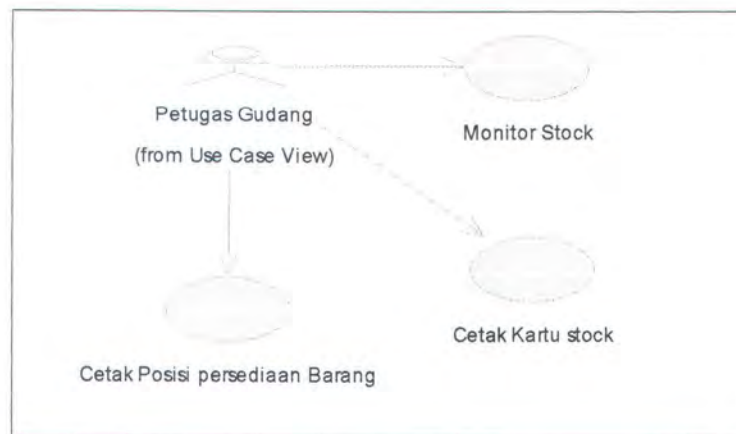 Petugas Gudang
(from Use Case View)
Monitor Stock
Cetak Kartu stock
Cetak Posisi persediaan Barang